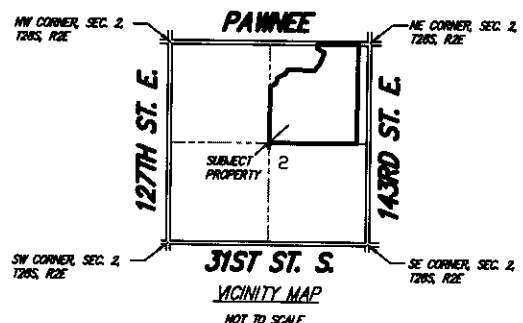 NW CORNER, SEC. 2,
T28S, R2E
PAWNEE
NE CORNER, SEC. 2,
T28S, R2E
127TH ST. E.
143RD ST. E.
SUBJECT
PROPERTY
2
SW CORNER, SEC. 2,
T28S, R2E
31ST ST. S.
SE CORNER, SEC. 2,
T28S, R2E
VICINITY MAP
NOT TO SCALE